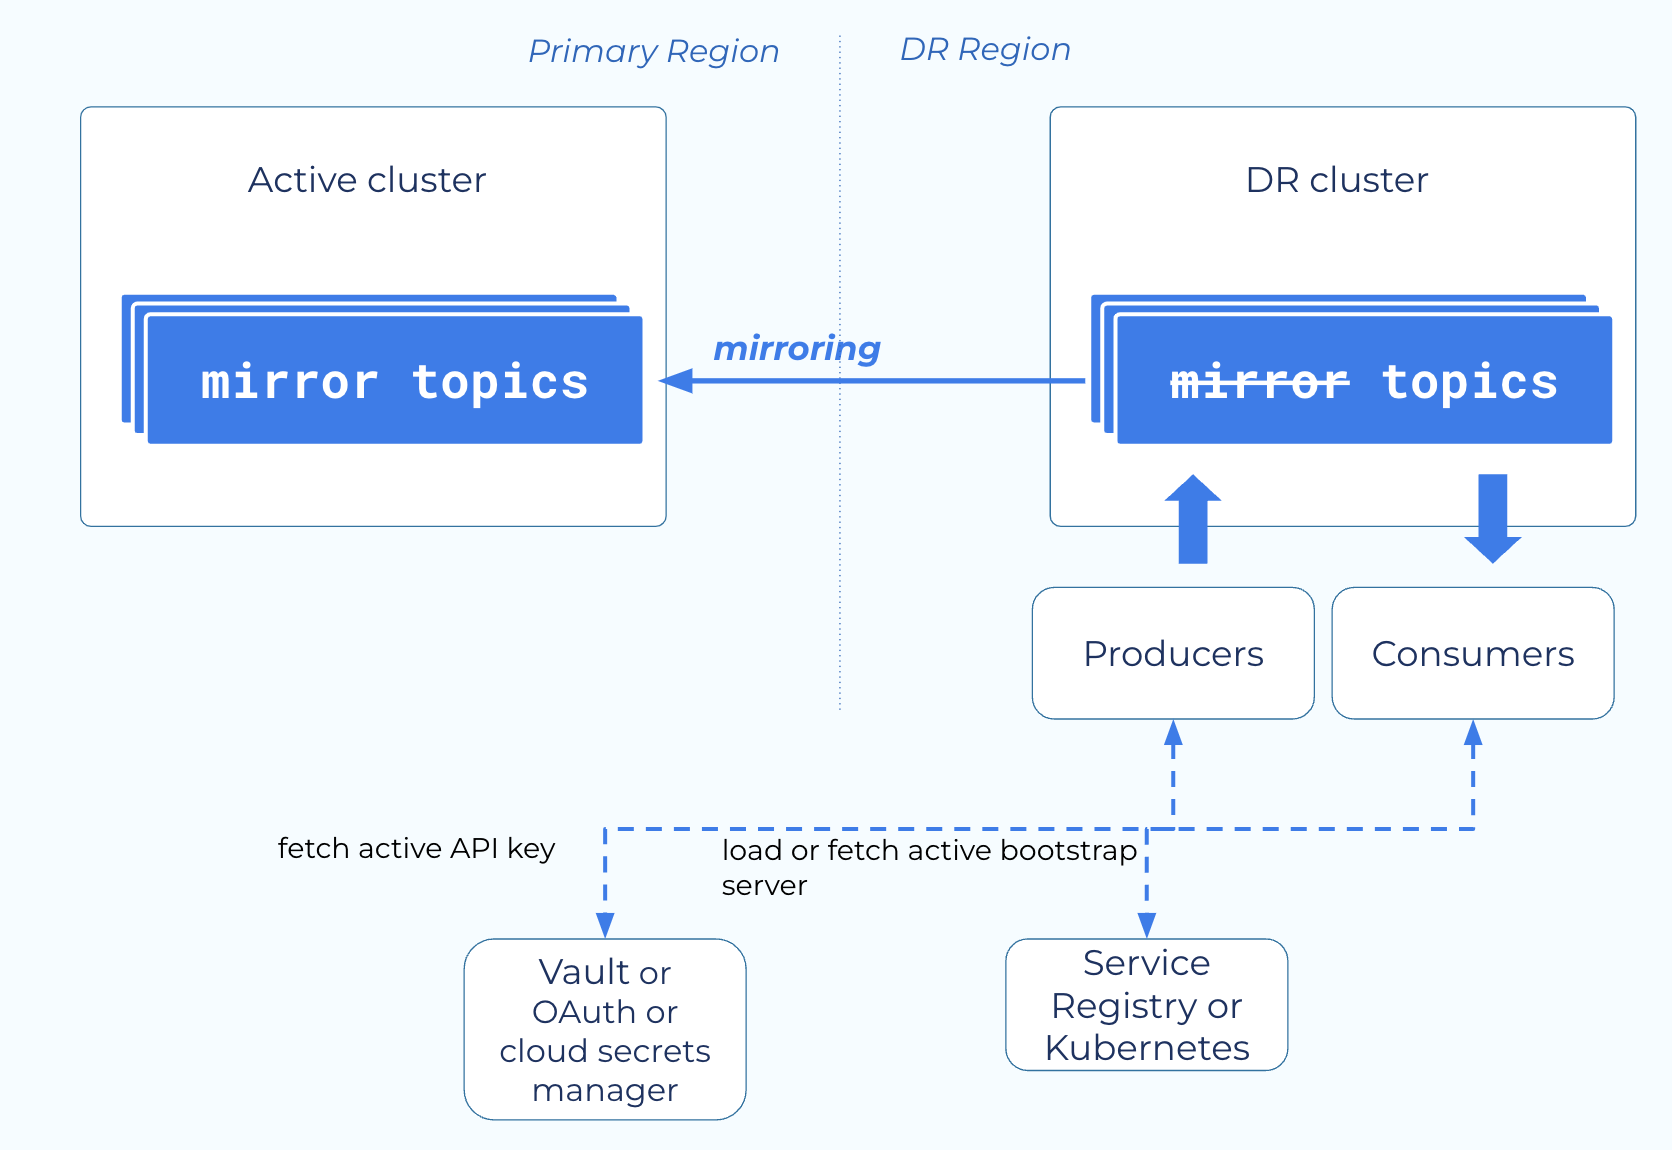 Primary Region
DR Region
Active cluster
DR cluster
mirror topics
mirroring
mirror topics
Producers
Consumers
fetch active API key
load or fetch active bootstrap
server
Vault or
OAuth or
cloud secrets
manager
Service
Registry or
Kubernetes